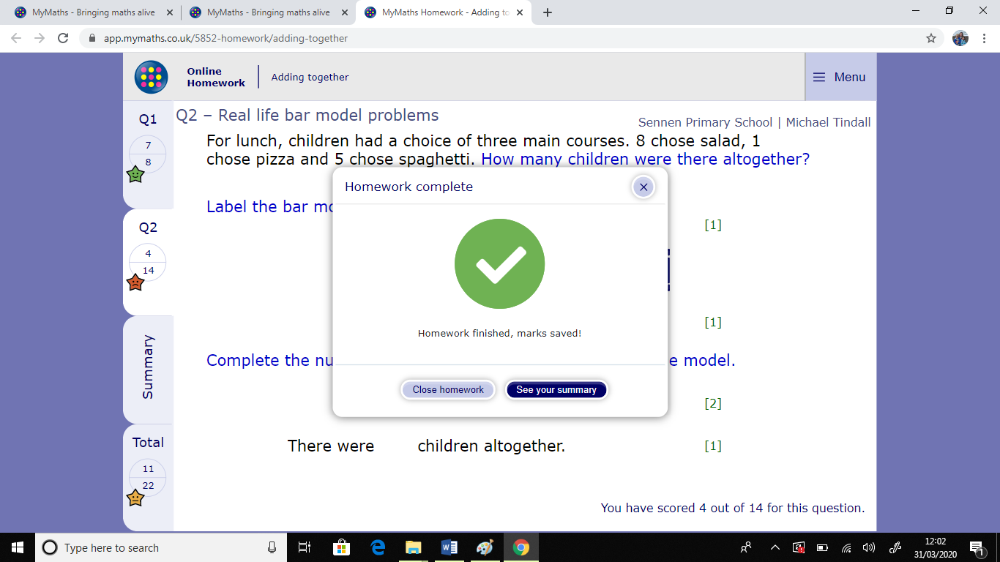 MyMaths - Bringing maths alive
MyMaths - Bringing maths alive
MyMaths Homework - Adding to
app.mymaths.co.uk/5852-homework/adding-together
Online
Homework
Adding together
Menu
Q1
7
8
Q2
4
14
Summary
Total
11
22
Q2 – Real life bar model problems
Sennen Primary School | Michael Tindall
For lunch, children had a choice of three main courses. 8 chose salad, 1
chose pizza and 5 chose spaghetti. How many children were there altogether?
Label the bar mo
[1]
[1]
Complete the nu
e model.
[2]
There were children altogether.
[1]
You have scored 4 out of 14 for this question.
Homework complete
Homework finished, marks saved!
Close homework
See your summary
Type here to search
12:02
31/03/2020
1